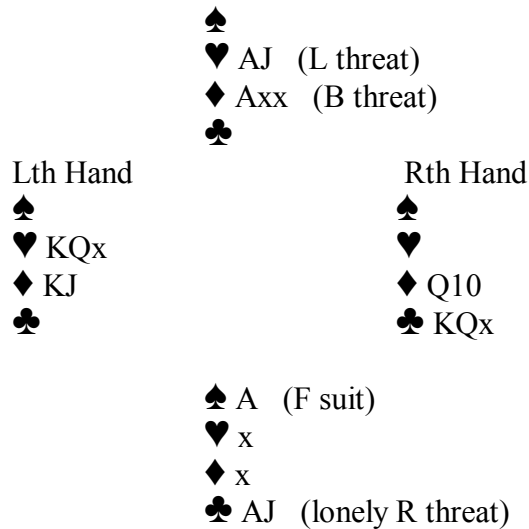 ♠
♥ AJ (L threat)
♦ Axx (B threat)
♣
Lth Hand Rth Hand
♠ ♠
♥ KQx ♥
♦ KJ ♦ Q10
♣ ♣ KQx
♠ A (F suit)
♥ x
♦ x
♣ AJ (lonely R threat)